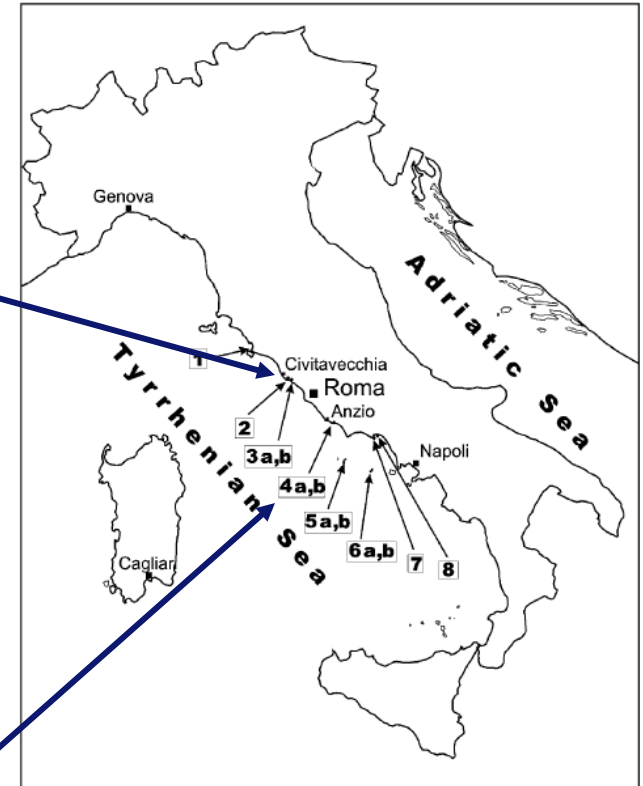 Genova
Adriatic Sea
Tyrrhenian Sea
1
Civitavecchia
Roma
Anzio
2
3a,b
4a,b
5a,b
6a,b
7
8
Napoli
Cagliari